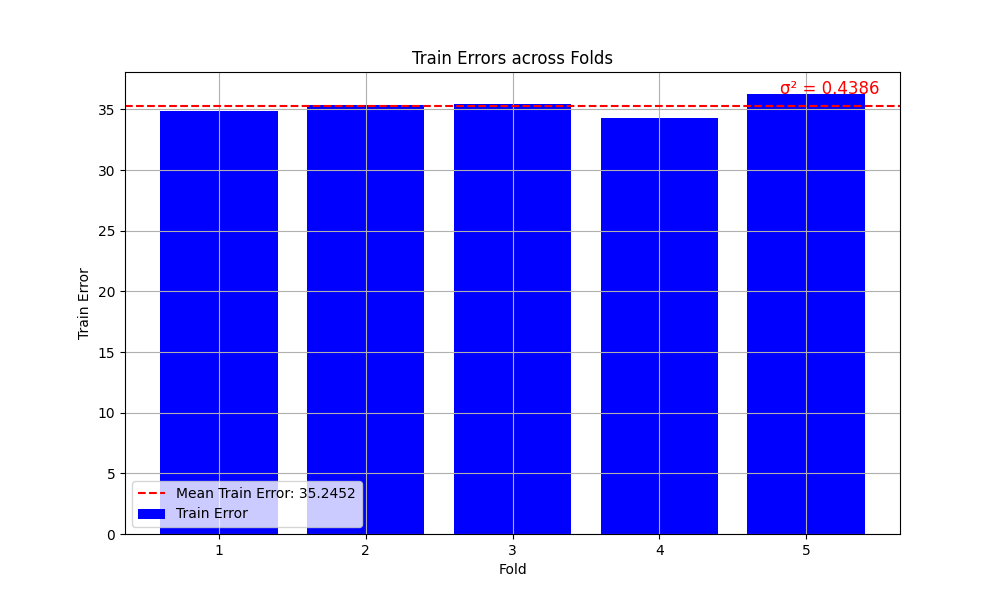 Train Errors across Folds
σ² = 0.4386
35
30
25
20
15
10
5
0
Train Error
Mean Train Error: 35.2452
Train Error
1 2 3 4 5
Fold